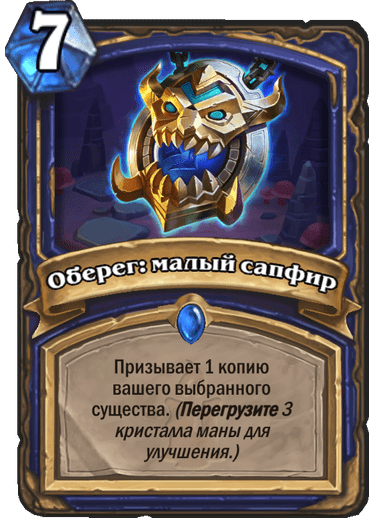 7
Оберег: малый сапфир
Призывает 1 копию
вашего выбранного
существа. (Перегрузите 3
кристалла маны для
улучшения.)